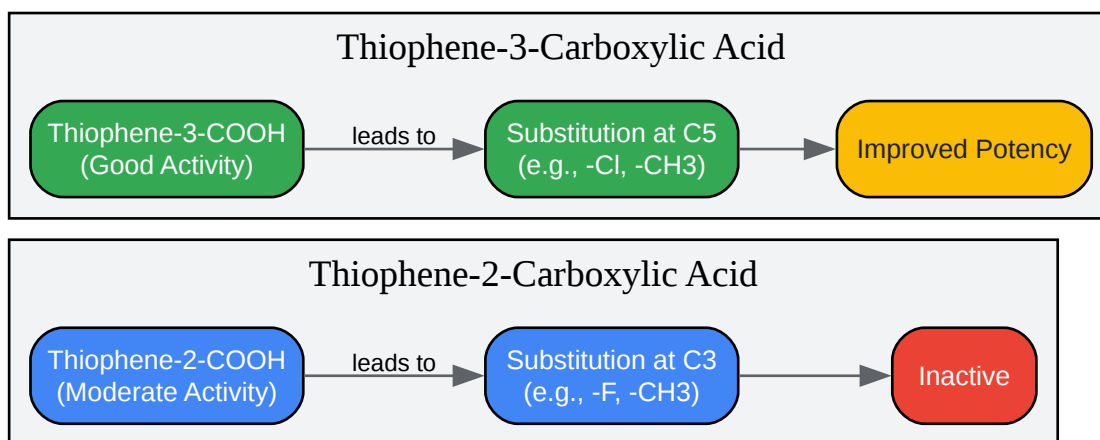 Thiophene-3-Carboxylic Acid
Thiophene-3-COOH
(Good Activity)
leads to
Substitution at C5
(e.g., -Cl, -CH3)
Improved Potency
Thiophene-2-Carboxylic Acid
Thiophene-2-COOH
(Moderate Activity)
leads to
Substitution at C3
(e.g., -F, -CH3)
Inactive